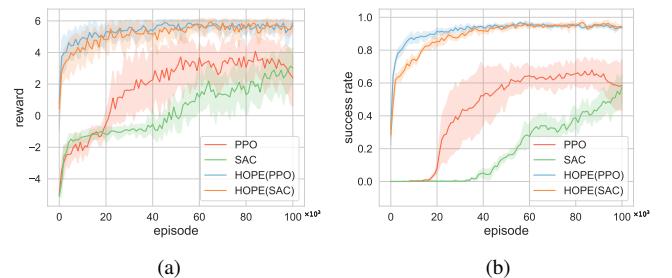 6
4
2
0
−2
−4
reward
0
20
40
60
80
100
×10³
episode
PPO
SAC
HOPE(PPO)
HOPE(SAC)
(a)
1.0
0.8
0.6
0.4
0.2
0.0
success rate
0
20
40
60
80
100
×10³
episode
PPO
SAC
HOPE(PPO)
HOPE(SAC)
(b)